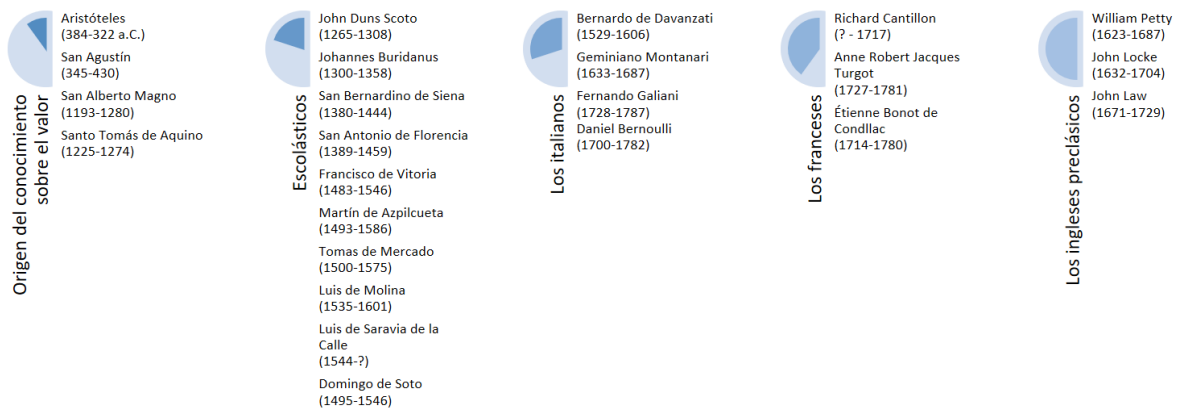 Origen del conocimiento
sobre el valor
Aristóteles
(384-322 a.C.)
San Agustín
(345-430)
San Alberto Magno
(1193-1280)
Santo Tomás de Aquino
(1225-1274)
Escolásticos
John Duns Scoto
(1265-1308)
Johannes Buridanus
(1300-1358)
San Bernardino de Siena
(1380-1444)
San Antonio de Florencia
(1389-1459)
Francisco de Vitoria
(1483-1546)
Martín de Azpilcueta
(1493-1586)
Tomas de Mercado
(1500-1575)
Luis de Molina
(1535-1601)
Luis de Saravia de la
Calle
(1544-?)
Domingo de Soto
(1495-1546)
Los italianos
Bernardo de Davanzati
(1529-1606)
Geminiano Montanari
(1633-1687)
Fernando Galiani
(1728-1787)
Daniel Bernoulli
(1700-1782)
Los franceses
Richard Cantillon
(? - 1717)
Anne Robert Jacques
Turgot
(1727-1781)
Étienne Bonot de
Condllac
(1714-1780)
Los ingleses preclásicos
William Petty
(1623-1687)
John Locke
(1632-1704)
John Law
(1671-1729)